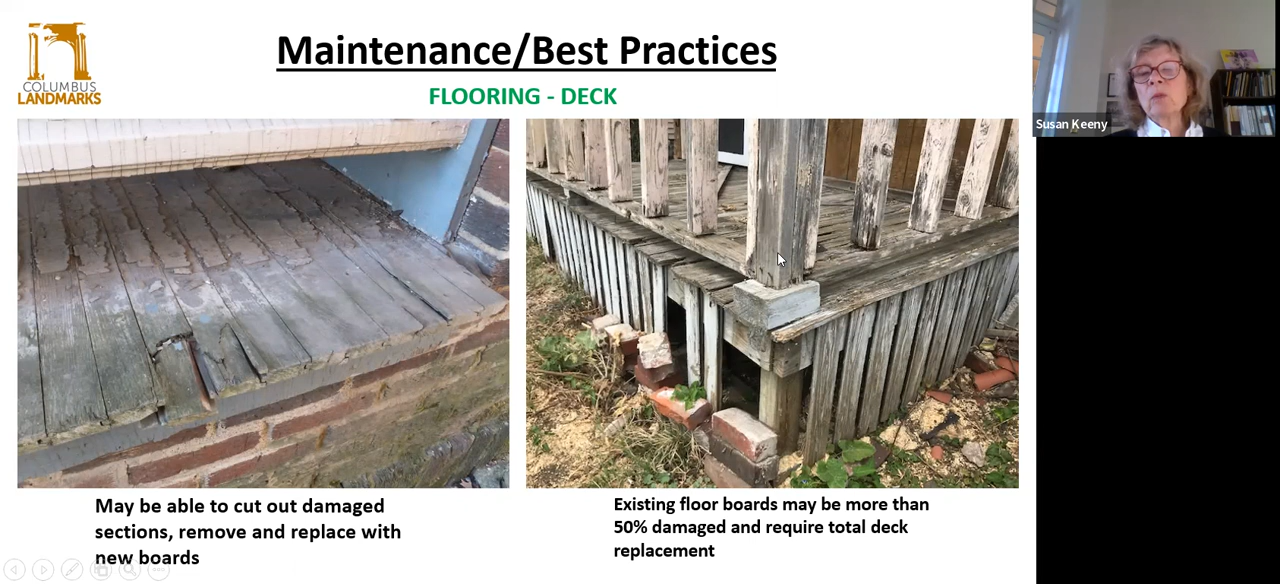 COLUMBUS
LANDMARKS
Maintenance/Best Practices
FLOORING - DECK
Susan Keeny
May be able to cut out damaged
sections, remove and replace with
new boards
Existing floor boards may be more than
50% damaged and require total deck
replacement